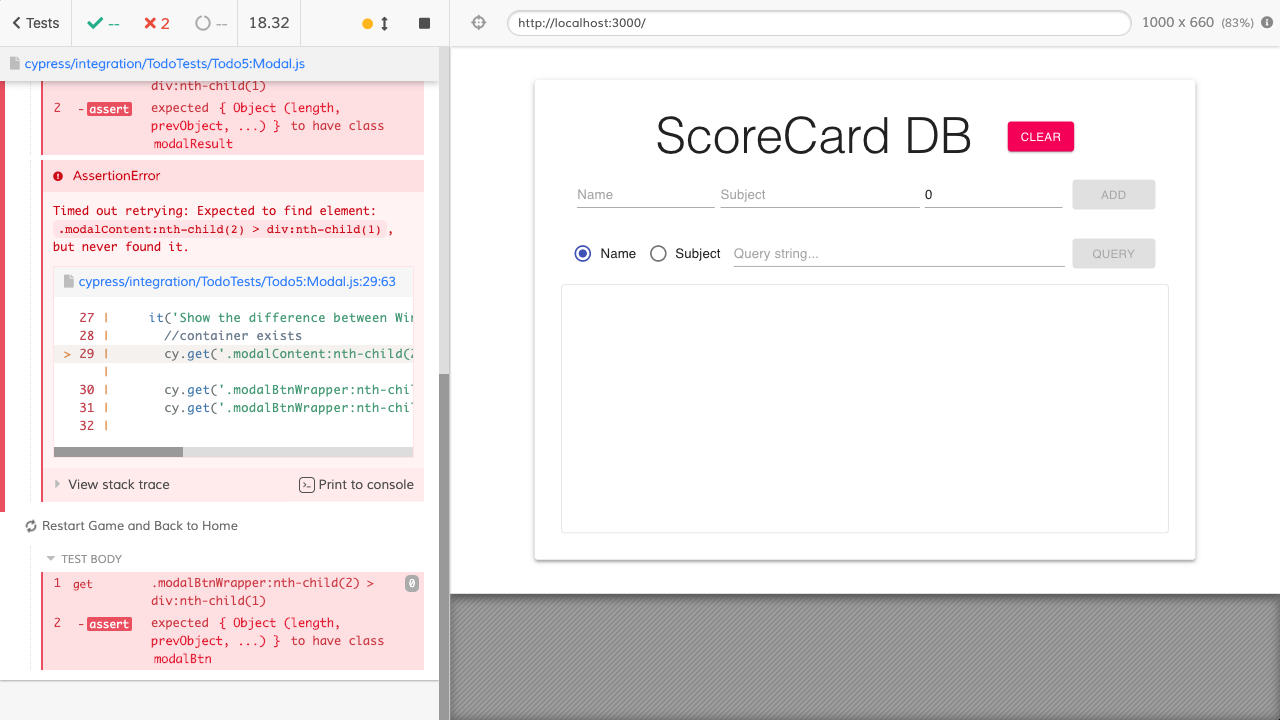 Tests
--
2
--
18.32
http://localhost:3000/
1000 x 660 (83%)
cypress/integration/TodoTests/Todo5:Modal.js
div:nth-child(1)
2 -assert expected { Object (length,
prevObject, ...) } to have class
modalResult
AssertionError
Timed out retrying: Expected to find element:
.modalContent:nth-child(2) > div:nth-child(1),
but never found it.
cypress/integration/TodoTests/Todo5:Modal.js:29:63
27 | it('Show the difference between Win
28 | //container exists
> 29 | cy.get('.modalContent:nth-child(2
|
30 | cy.get('.modalBtnWrapper:nth-chil
31 | cy.get('.modalBtnWrapper:nth-chil
32 |
View stack trace
Print to console
Restart Game and Back to Home
TEST BODY
1 get .modalBtnWrapper:nth-child(2) > 0
div:nth-child(1)
2 -assert expected { Object (length,
prevObject, ...) } to have class
modalBtn
ScoreCard DB
CLEAR
Name
Subject
0
ADD
Name
Subject
Query string...
QUERY